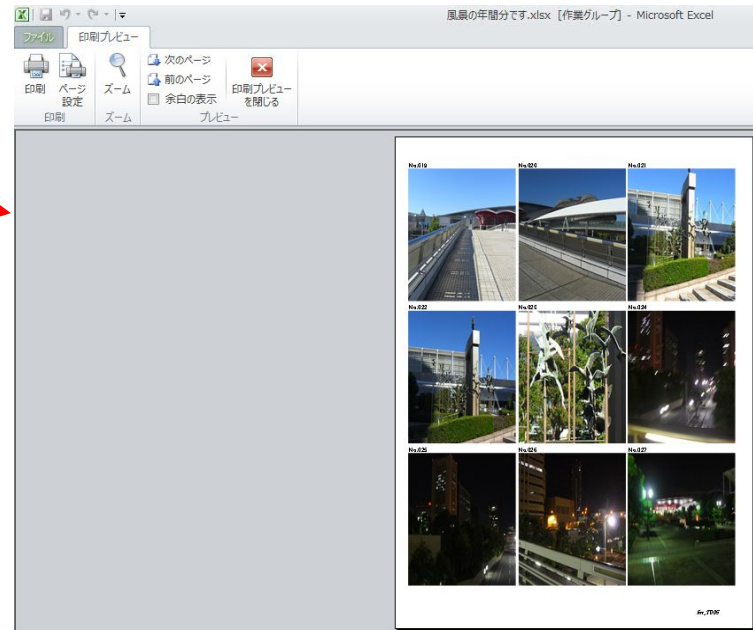 風景の年間分です.xlsx [作業グループ] - Microsoft Excel
ファイル 印刷プレビュー
印刷
ページ設定
ズーム
次のページ
前のページ
余白の表示
印刷プレビューを閉じる
印刷 ズーム プレビュー
No.019 No.020 No.021
No.022 No.023 No.024
No.025 No.026 No.027